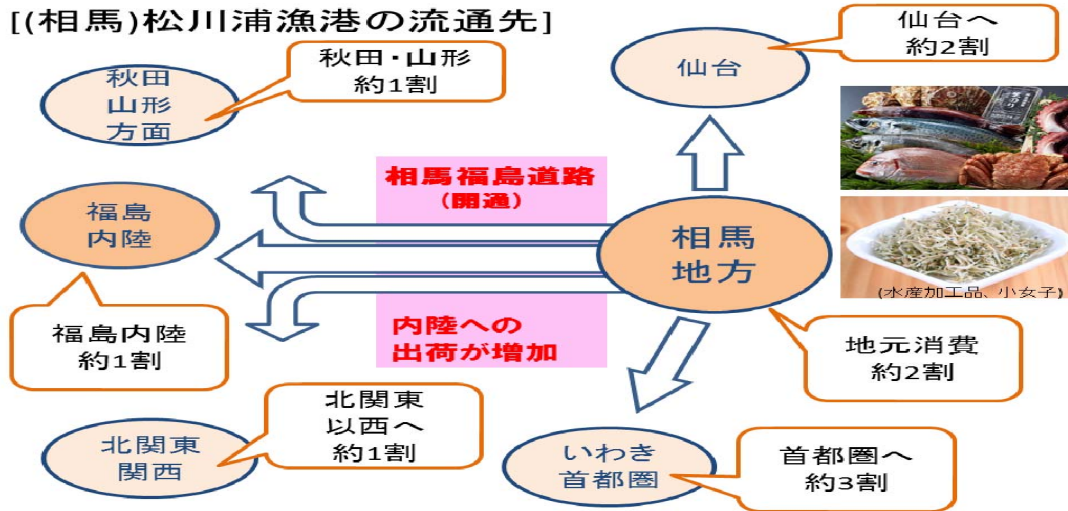 [(相馬)松川浦漁港の流通先]
秋田
山形
方面
秋田・山形
約1割
仙台
仙台へ
約2割
相馬福島道路
(開通)
福島
内陸
相馬
地方
(水産加工品、小女子)
福島内陸
約1割
内陸への
出荷が増加
地元消費
約2割
北関東
関西
北関東
以西へ
約1割
いわき
首都圏
首都圏へ
約3割